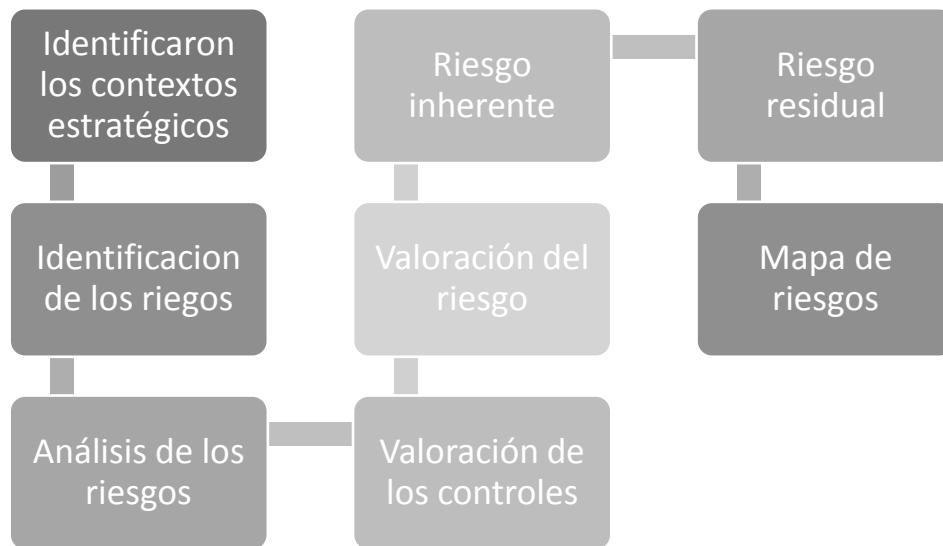 Identificaron
los contextos
estratégicos
Identificacion
de los riegos
Análisis de los
riesgos
Valoración de
los controles
Valoración del
riesgo
Riesgo
inherente
Riesgo
residual
Mapa de
riesgos